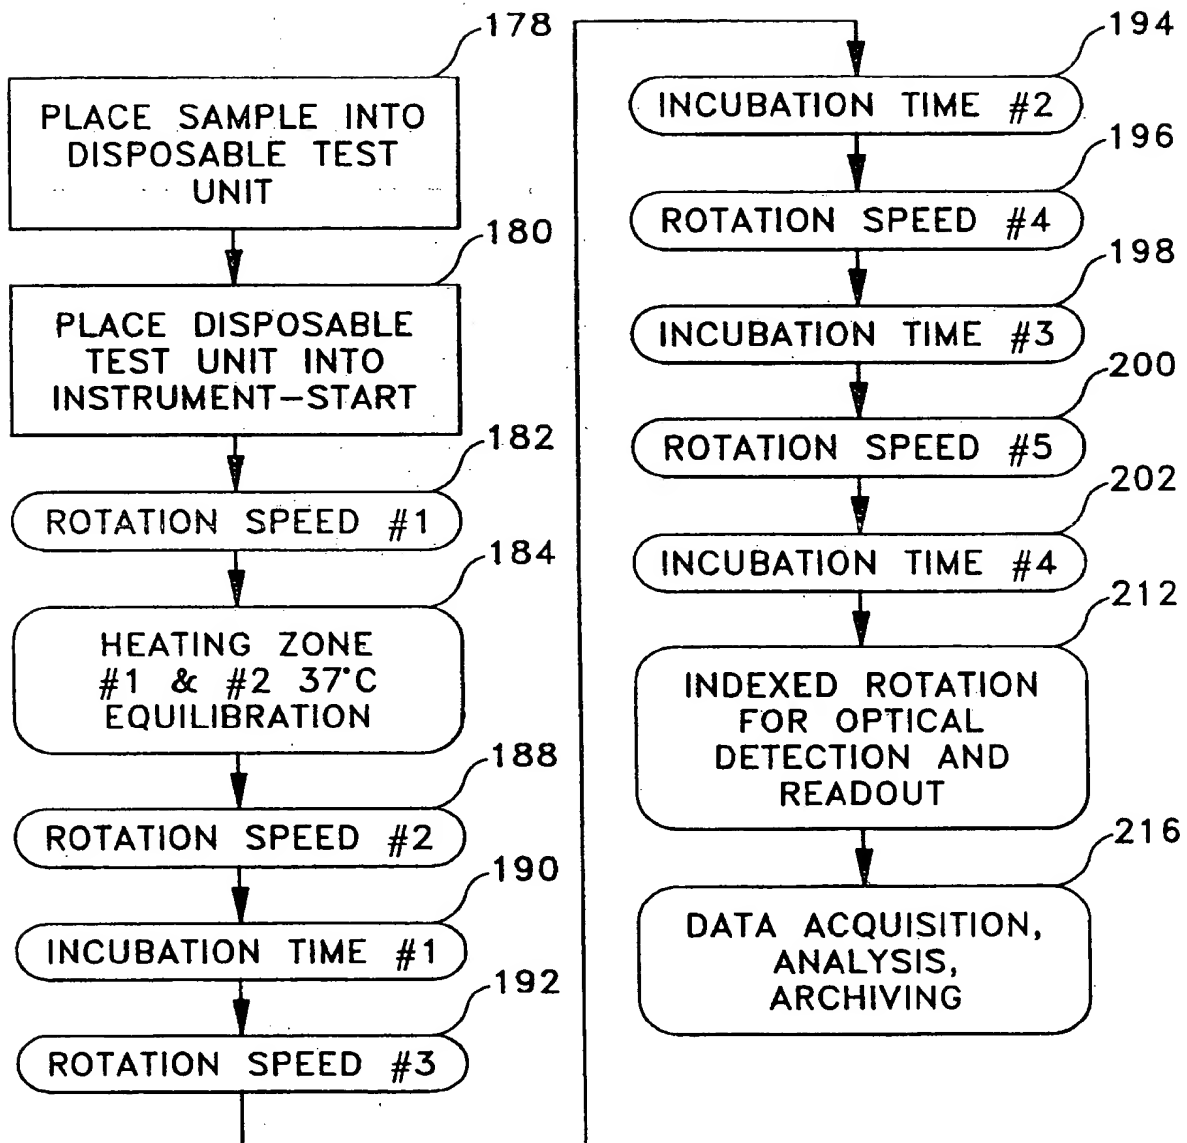 178
PLACE SAMPLE INTO
DISPOSABLE TEST
UNIT
180
PLACE DISPOSABLE
TEST UNIT INTO
INSTRUMENT-START
182
ROTATION SPEED #1
184
HEATING ZONE
#1 & #2 37°C
EQUILIBRATION
188
ROTATION SPEED #2
190
INCUBATION TIME #1
192
ROTATION SPEED #3
194
INCUBATION TIME #2
196
ROTATION SPEED #4
198
INCUBATION TIME #3
200
ROTATION SPEED #5
202
INCUBATION TIME #4
212
INDEXED ROTATION
FOR OPTICAL
DETECTION AND
READOUT
216
DATA ACQUISITION,
ANALYSIS,
ARCHIVING